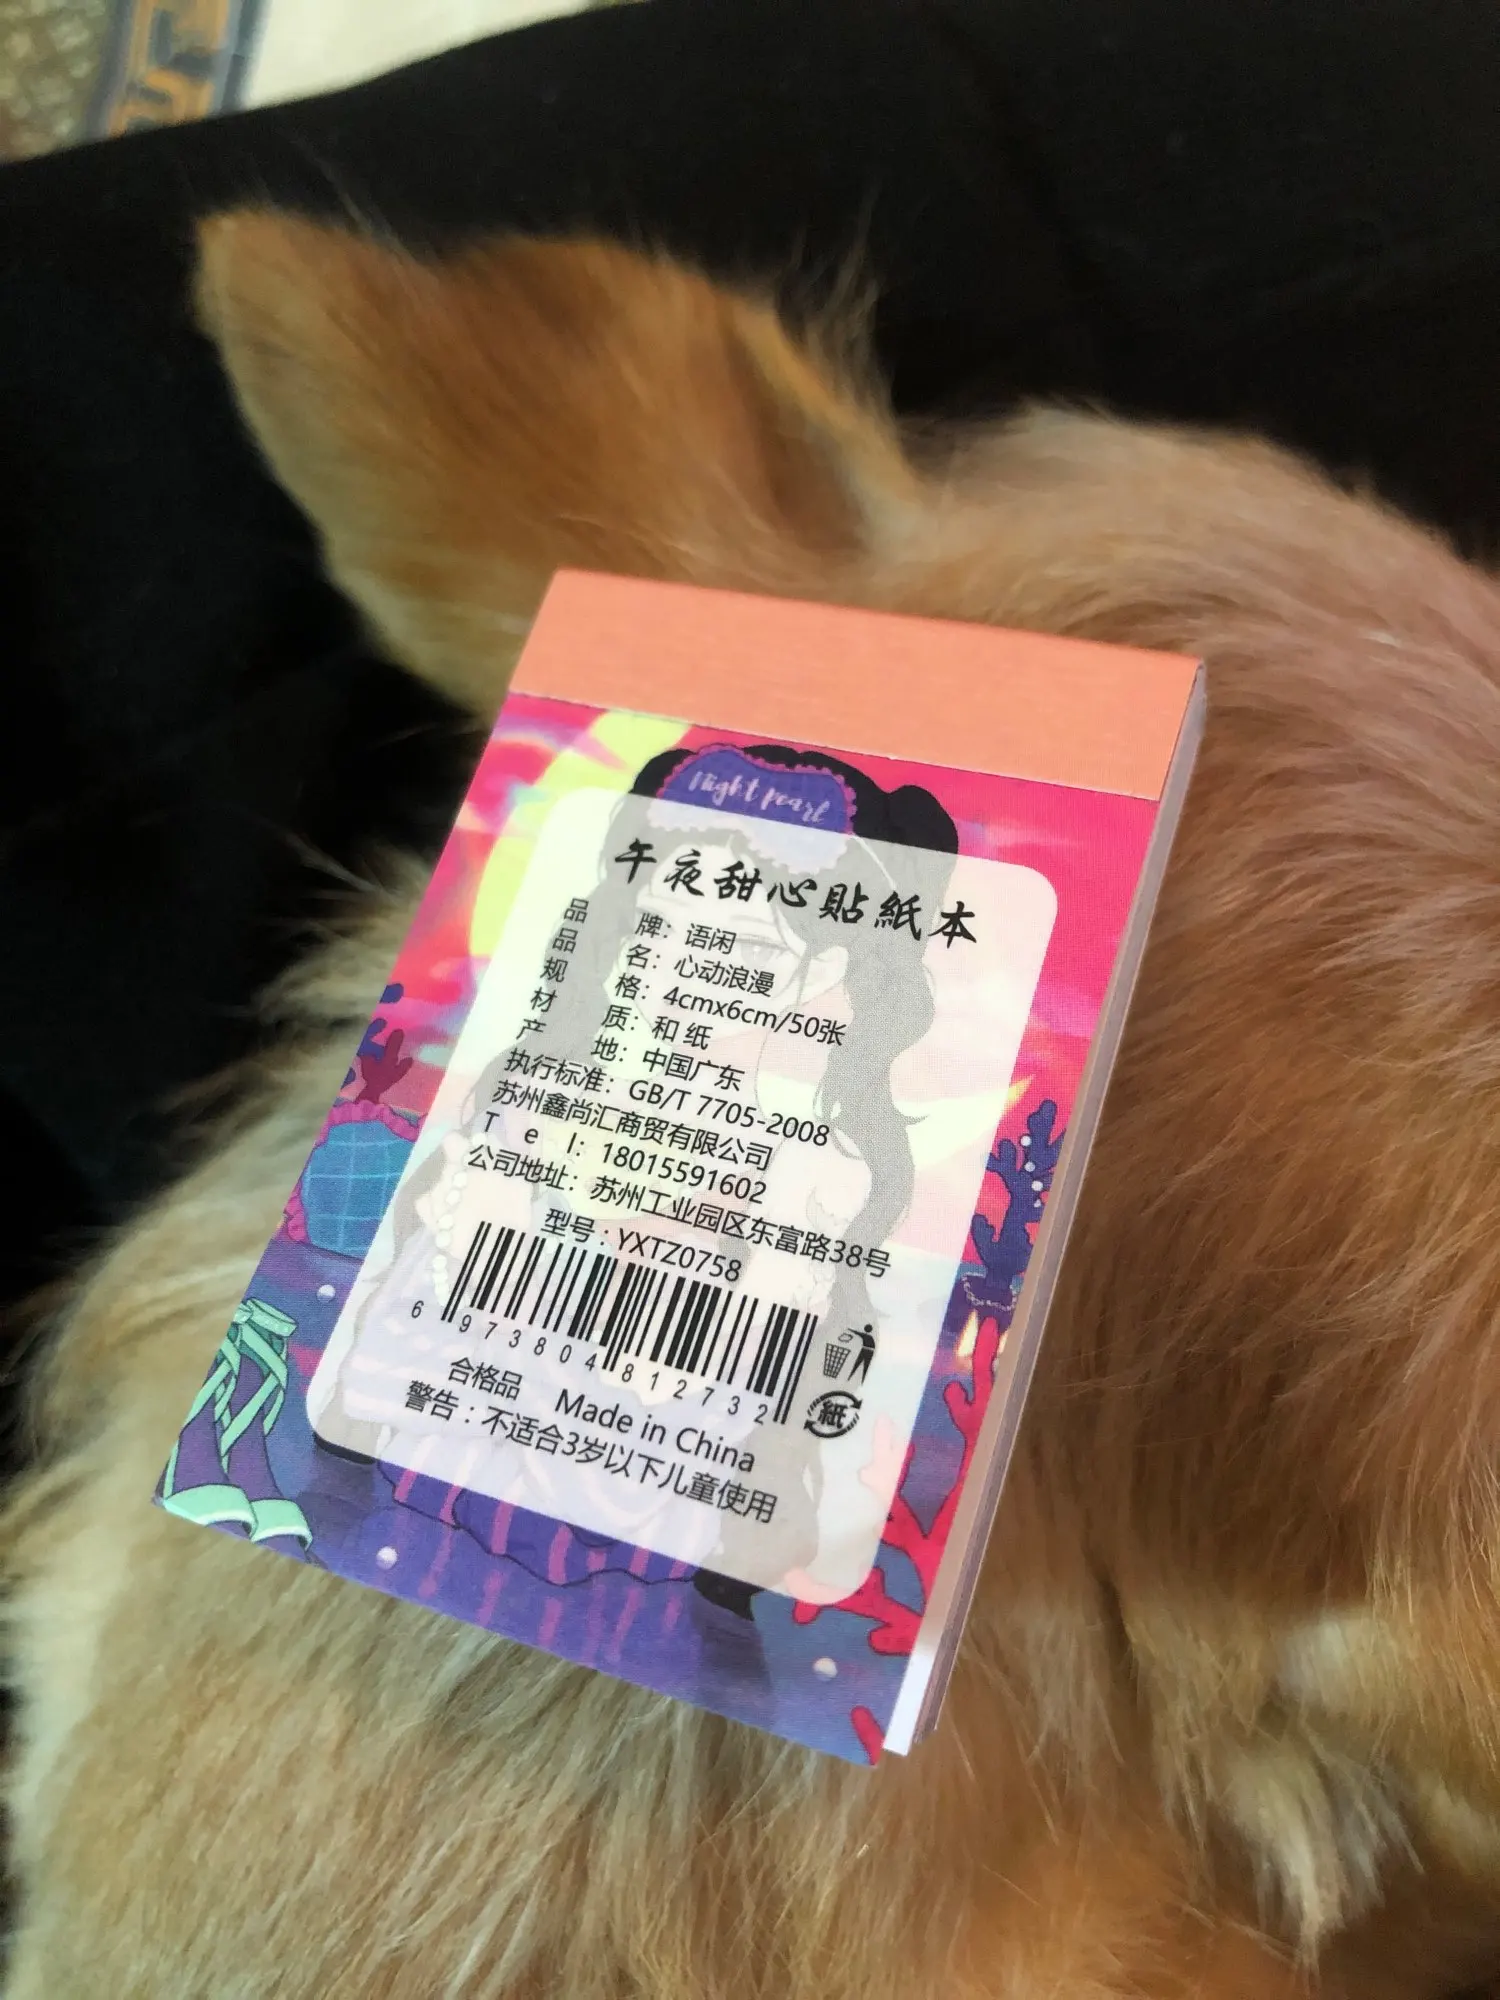 Night Pearl
午夜甜心貼紙本
品牌：语闲
品名：心动浪漫
规格：4cmx6cm/50张
材质：和纸
产地：中国广东
执行标准：GB/T 7705-2008
苏州鑫尚汇商贸有限公司
Tel：18015591602
公司地址：苏州工业园区东富路38号
型号：YXTZ0758
6 973804 812732
紙
合格品 Made in China
警告：不适合3岁以下儿童使用